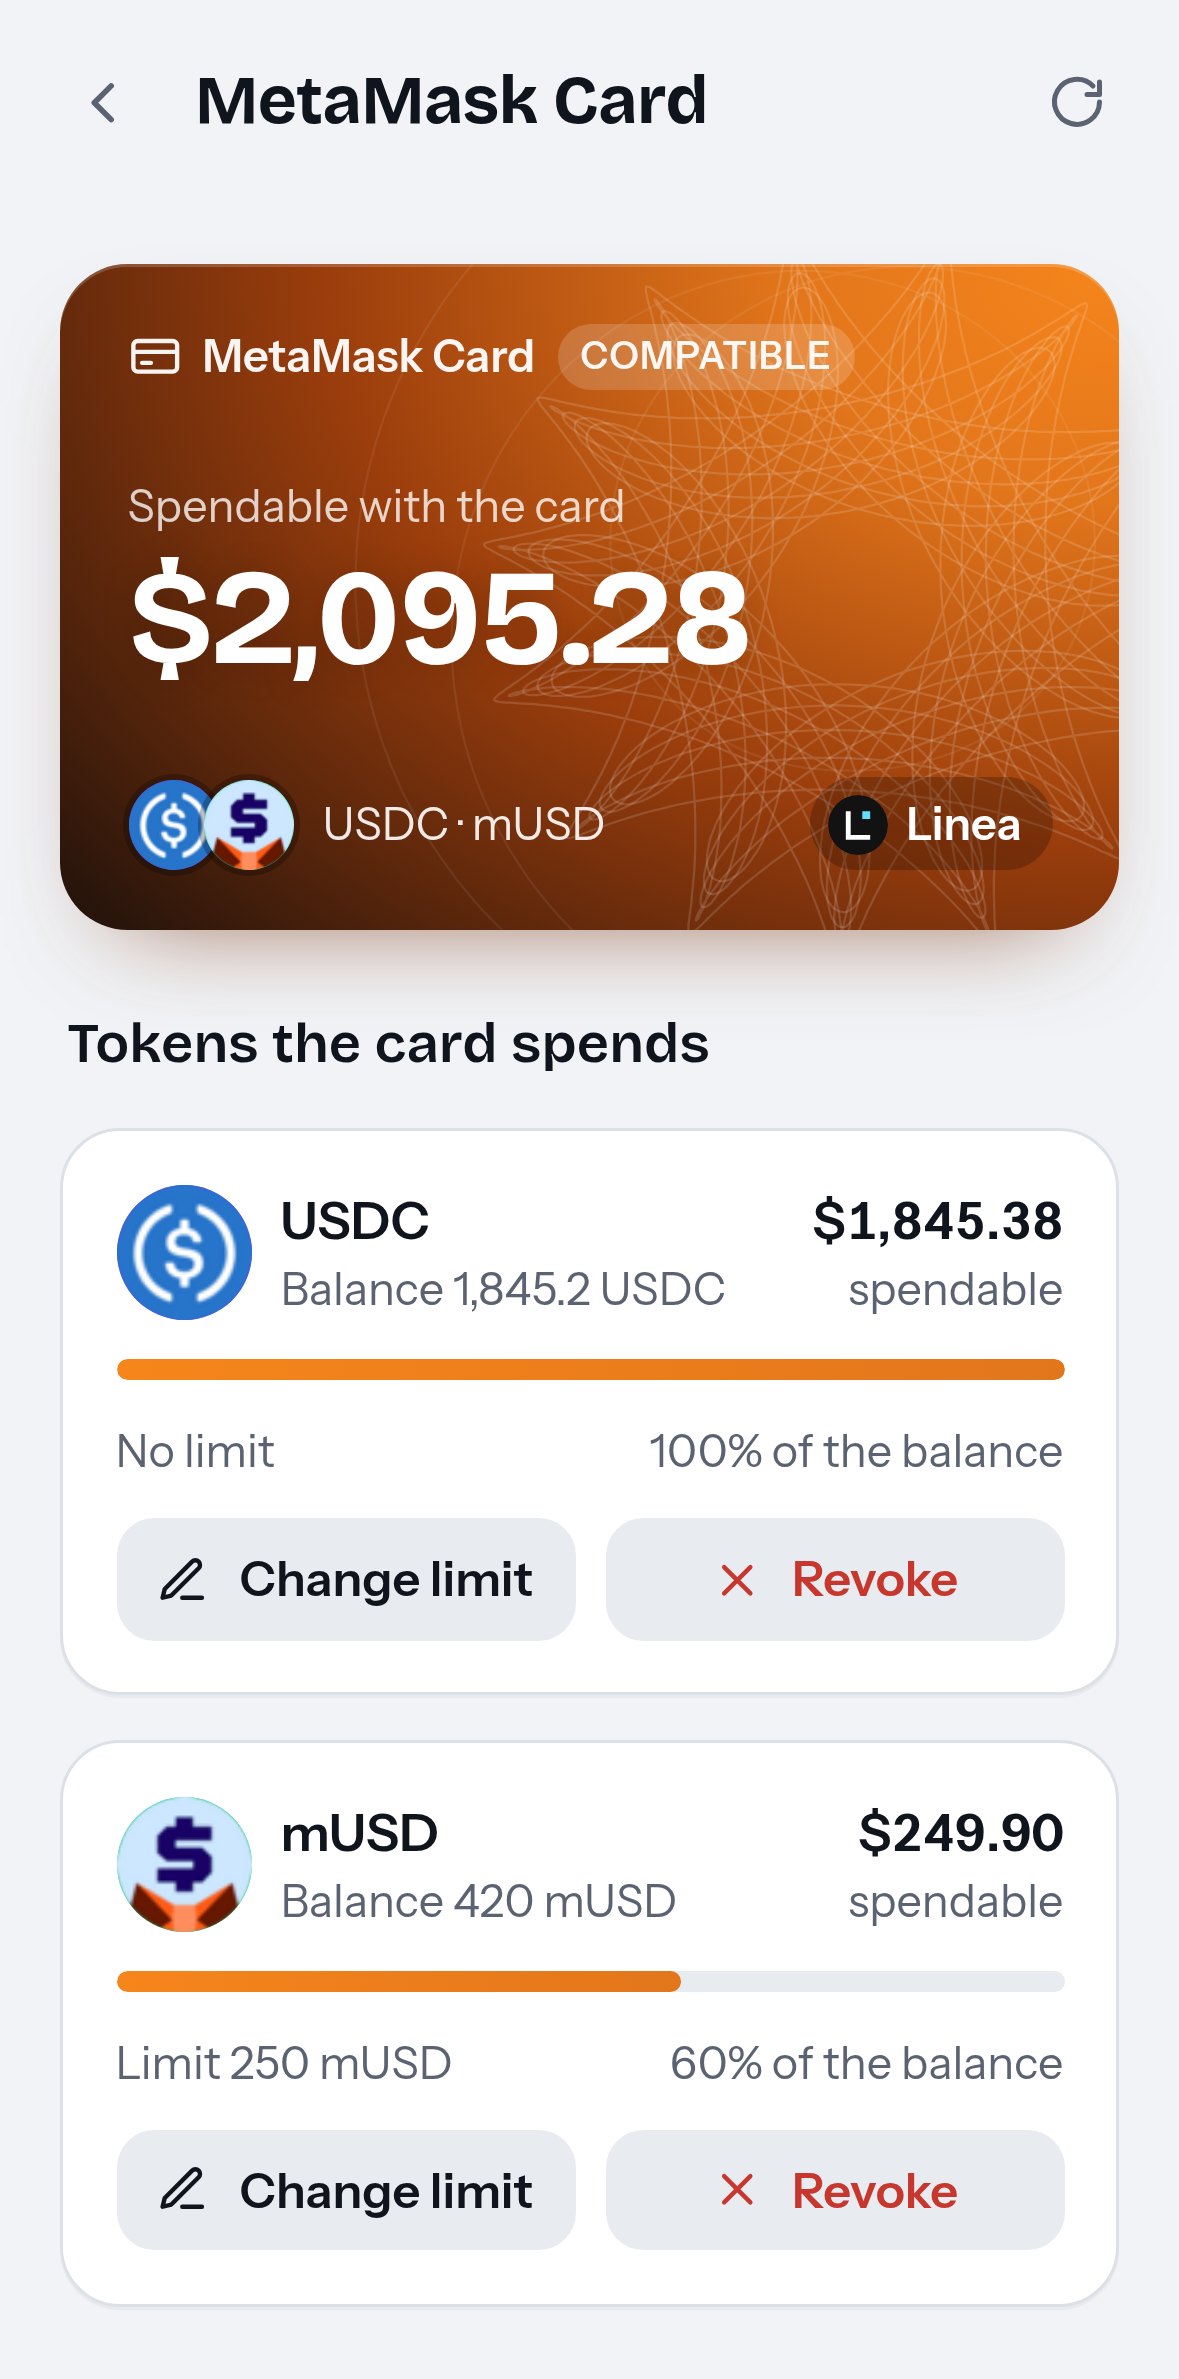 MetaMask Card
MetaMask Card COMPATIBLE
Spendable with the card
$2,095.28
USDC · mUSD Linea
Tokens the card spends
USDC $1,845.38
Balance 1,845.2 USDC spendable
No limit 100% of the balance
Change limit Revoke
mUSD $249.90
Balance 420 mUSD spendable
Limit 250 mUSD 60% of the balance
Change limit Revoke